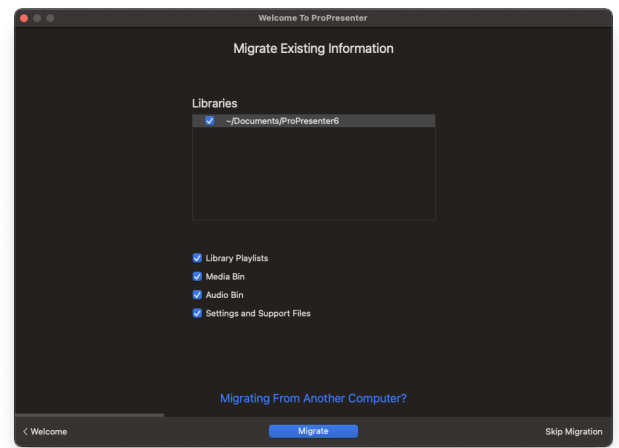 Welcome To ProPresenter
Migrate Existing Information
Libraries
~/Documents/ProPresenter6
Library Playlists
Media Bin
Audio Bin
Settings and Support Files
Migrating From Another Computer?
< Welcome
Migrate
Skip Migration